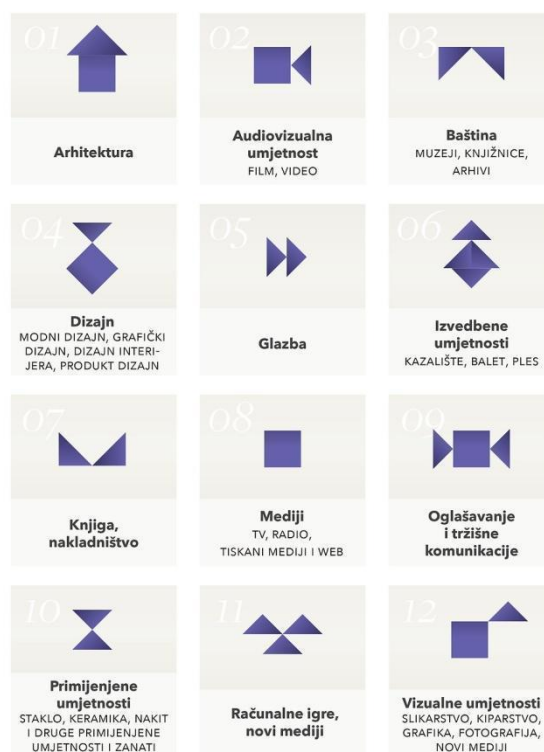 01
Arhitektura
02
Audiovizualna
umjetnost
FILM, VIDEO
03
Baština
MUZEJI, KNJIŽNICE,
ARHIVI
04
Dizajn
MODNI DIZAJN, GRAFIČKI
DIZAJN, DIZAJN INTERI-
JERA, PRODUKT DIZAJN
05
Glazba
06
Izvedbene
umjetnosti
KAZALIŠTE, BALET, PLES
07
Knjiga,
nakladništvo
08
Mediji
TV, RADIO,
TISKANI MEDIJI I WEB
09
Oglašavanje
i tržišne
komunikacije
10
Primijenjene
umjetnosti
STAKLO, KERAMIKA, NAKIT
I DRUGE PRIMIJENJENE
UMJETNOSTI I ZANATI
11
Računalne igre,
novi mediji
12
Vizualne umjetnosti
SLIKARSTVO, KIPARSTVO,
GRAFIKA, FOTOGRAFIJA,
NOVI MEDIJI